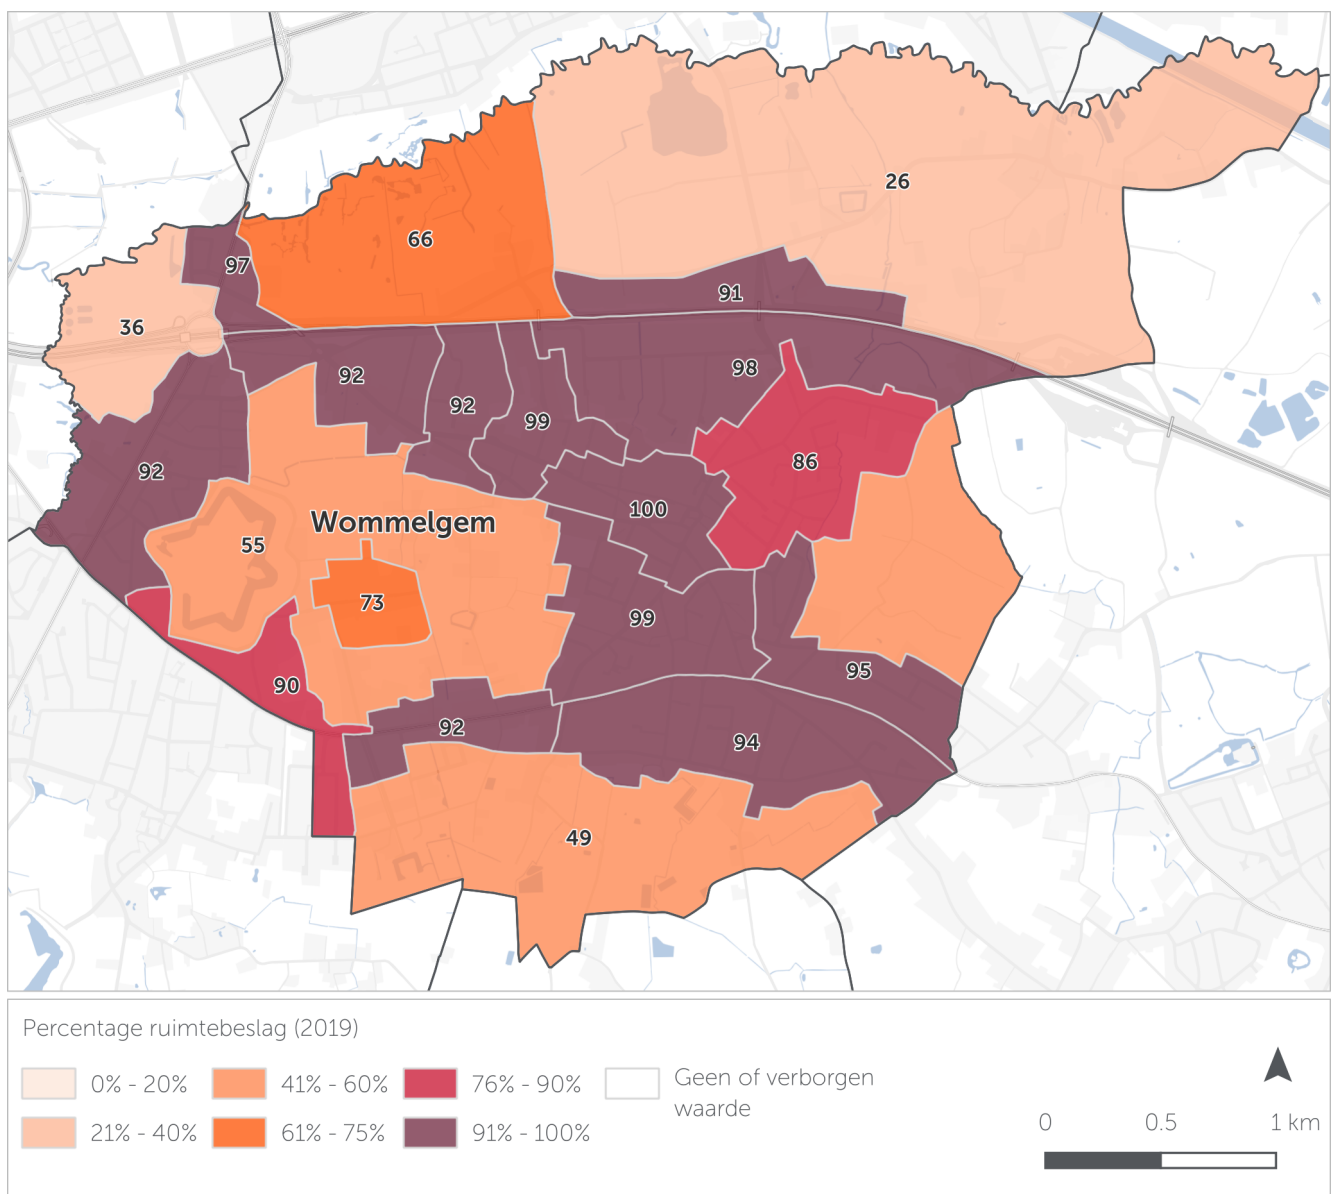 26
66
97
91
36
98
92
92
99
86
92
100
Wommelgem
55
73
99
95
90
92
94
49
Percentage ruimtebeslag (2019)
0% - 20%
41% - 60%
76% - 90%
Geen of verborgen
waarde
21% - 40%
61% - 75%
91% - 100%
0 0.5 1 km